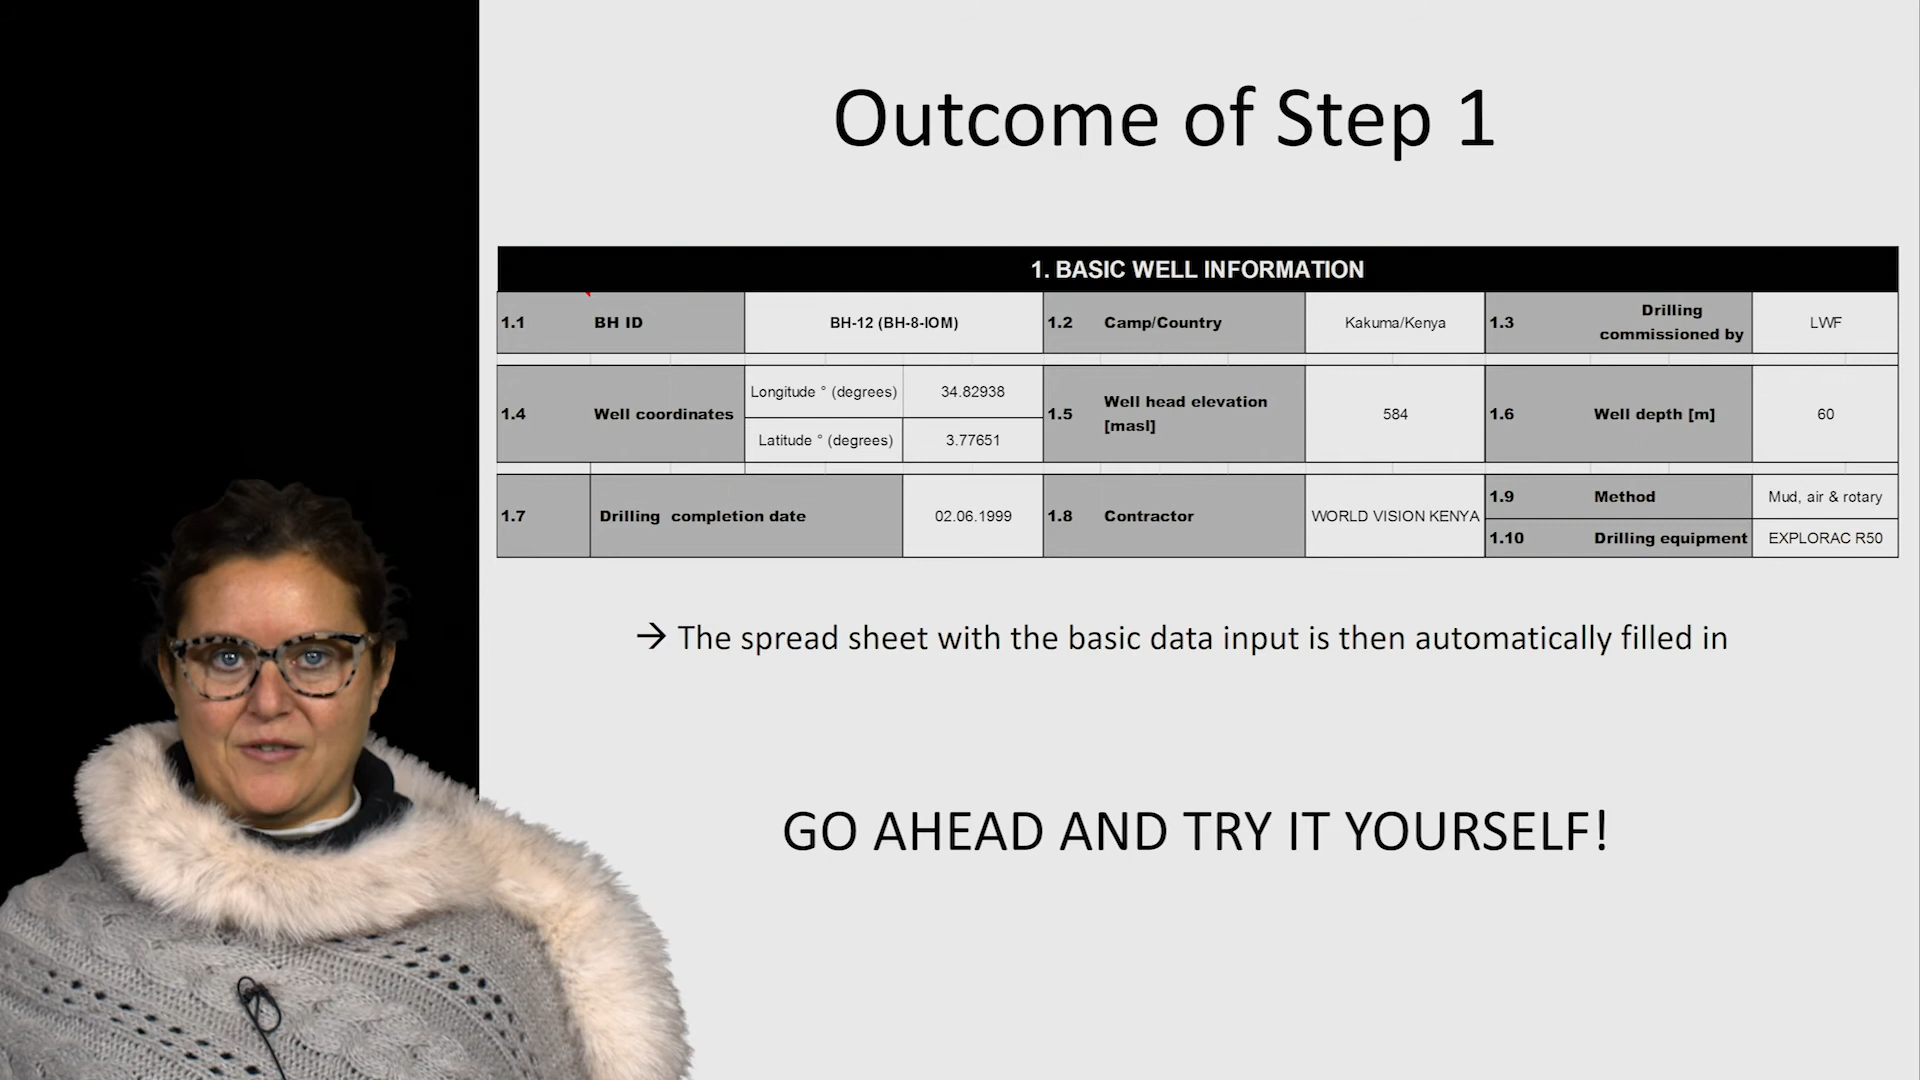 Outcome of Step 1
1. BASIC WELL INFORMATION
1.1 BH ID BH-12 (BH-8-IOM) 1.2 Camp/Country Kakuma/Kenya 1.3 Drilling commissioned by LWF
1.4 Well coordinates Longitude ° (degrees) 34.82938 1.5 Well head elevation [masl] 584 1.6 Well depth [m] 60
Latitude ° (degrees) 3.77651
1.7 Drilling completion date 02.06.1999 1.8 Contractor WORLD VISION KENYA 1.9 Method Mud, air & rotary
1.10 Drilling equipment EXPLORAC R50
→ The spread sheet with the basic data input is then automatically filled in
GO AHEAD AND TRY IT YOURSELF!